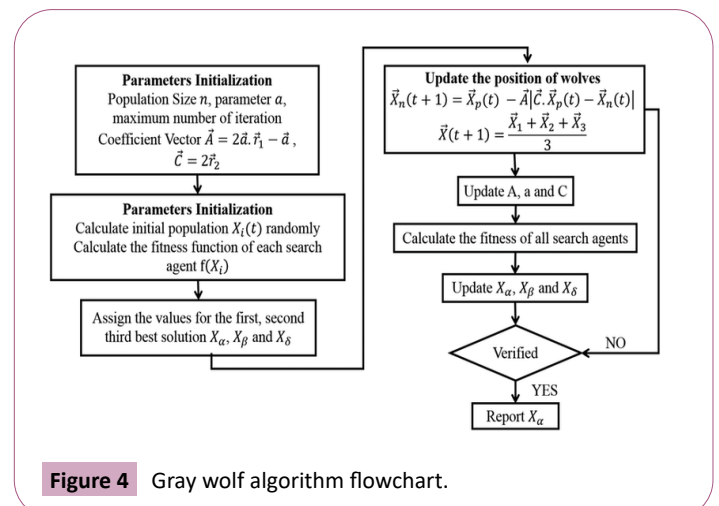 Parameters Initialization
Population Size n, parameter a,
maximum number of iteration
Coefficient Vector A⃗ = 2a⃗.r⃗₁ − a⃗ ,
C⃗ = 2r⃗₂
Parameters Initialization
Calculate initial population Xᵢ(t) randomly
Calculate the fitness function of each search
agent f(Xᵢ)
Assign the values for the first, second
third best solution X_α, X_β and X_δ
Update the position of wolves
X⃗ₙ(t + 1) = X⃗ₚ(t) − A⃗|C⃗.X⃗ₚ(t) − X⃗ₙ(t)|
X⃗(t + 1) = (X⃗₁ + X⃗₂ + X⃗₃)/3
Update A, a and C
Calculate the fitness of all search agents
Update X_α, X_β and X_δ
Verified
NO
YES
Report X_α
Figure 4 Gray wolf algorithm flowchart.